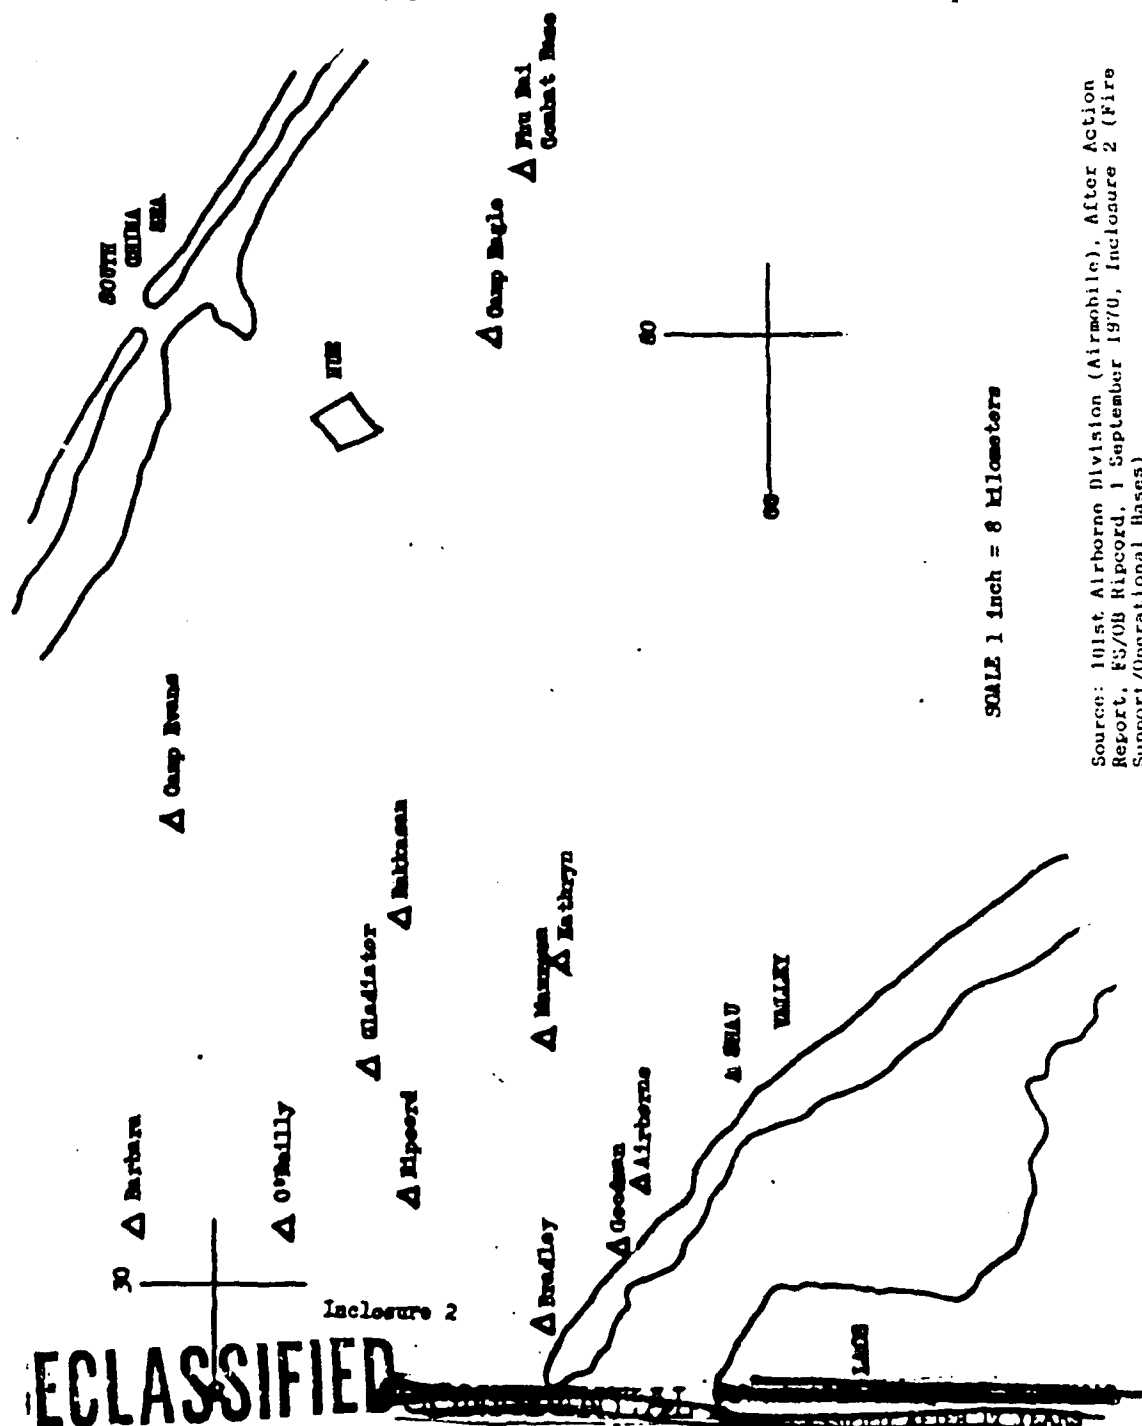 SOUTH
CHINA
SEA
HUE
Δ Phu Bai
Combat Base
Δ Camp Eagle
Δ Camp Evans
Δ Rakkasan
Δ Gladiator
Δ Maureen
Δ Kathryn
Δ Barbara
Δ O'Reilly
Δ Ripcord
Δ Bradley
Δ Goodman
Δ Airborne
A SHAU
VALLEY
LAOS
30
80
SCALE 1 inch = 8 kilometers
Inclosure 2
Source: 101st Airborne Division (Airmobile), After Action
Report, FS/OB Ripcord, 1 September 1970, Inclosure 2 (Fire
Support/Operational Bases)
ECLASSIFIED